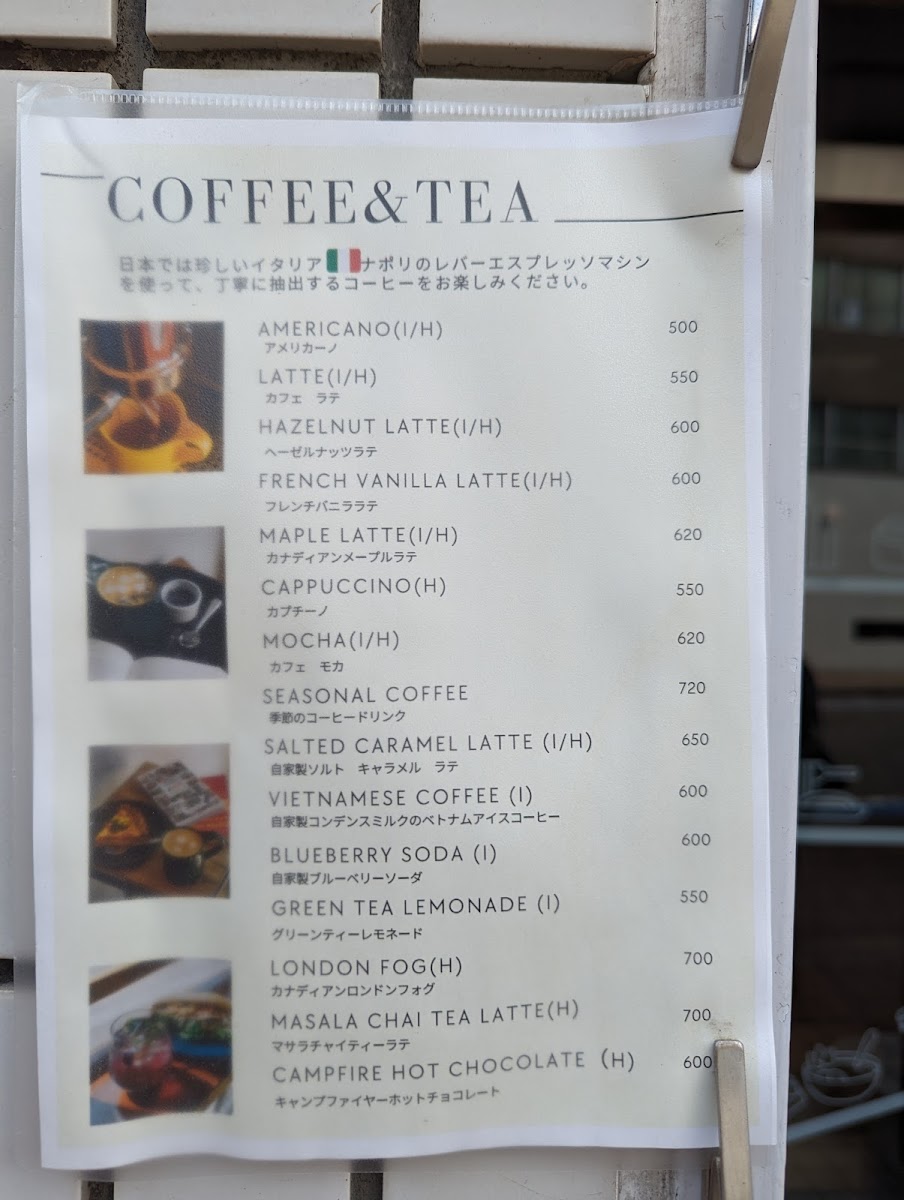 COFFEE&TEA
日本では珍しいイタリア🇮🇹ナポリのレバーエスプレッソマシン
を使って、丁寧に抽出するコーヒーをお楽しみください。
AMERICANO(I/H) 500
アメリカーノ
LATTE(I/H) 550
カフェ ラテ
HAZELNUT LATTE(I/H) 600
ヘーゼルナッツラテ
FRENCH VANILLA LATTE(I/H) 600
フレンチバニララテ
MAPLE LATTE(I/H) 620
カナディアンメープルラテ
CAPPUCCINO(H) 550
カプチーノ
MOCHA(I/H) 620
カフェ モカ
SEASONAL COFFEE 720
季節のコーヒードリンク
SALTED CARAMEL LATTE (I/H) 650
自家製ソルト キャラメル ラテ
VIETNAMESE COFFEE (I) 600
自家製コンデンスミルクのベトナムアイスコーヒー
BLUEBERRY SODA (I) 600
自家製ブルーベリーソーダ
GREEN TEA LEMONADE (I) 550
グリーンティーレモネード
LONDON FOG(H) 700
カナディアンロンドンフォグ
MASALA CHAI TEA LATTE(H) 700
マサラチャイティーラテ
CAMPFIRE HOT CHOCOLATE (H) 600
キャンプファイヤーホットチョコレート